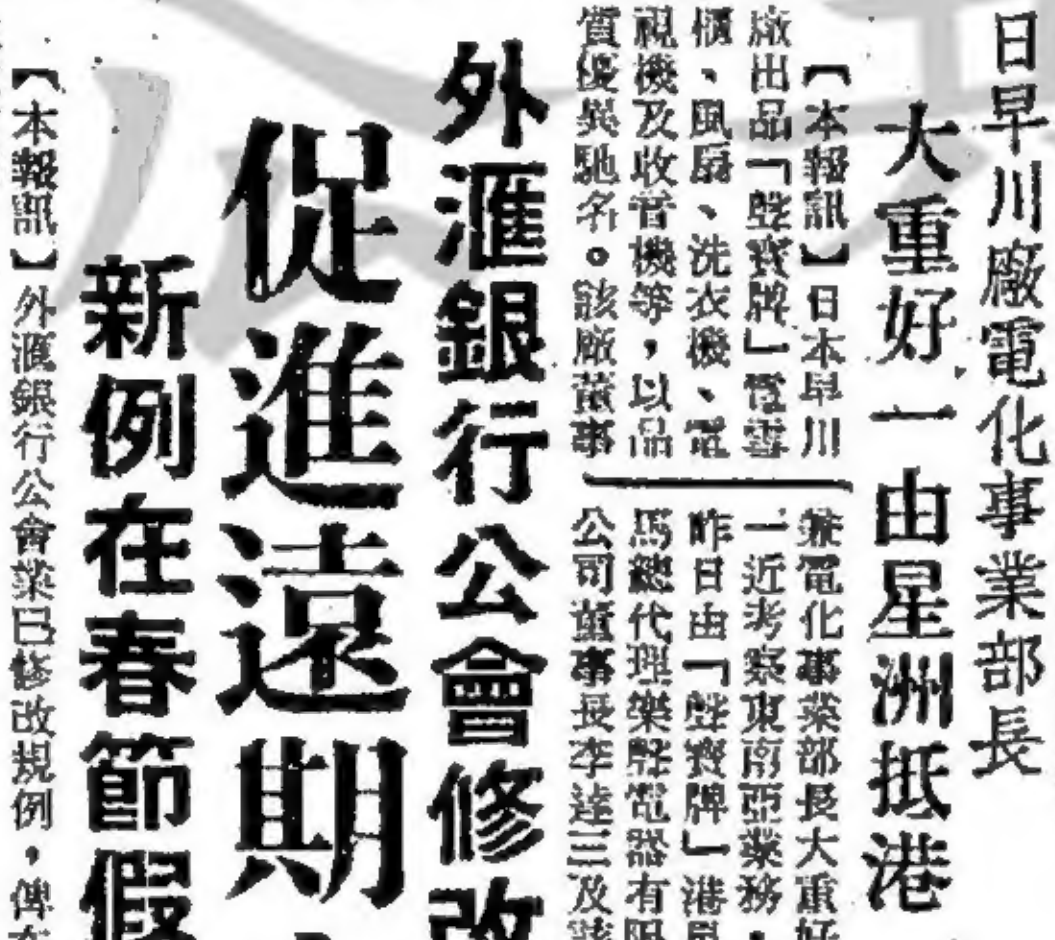 日早川廠電化事業部長
大重好一由星洲抵港
【本報訊】日本早川
廠出品「聲寶牌」電雪
櫃、風扇、洗衣機、電
視機及收音機等，以品
質優異馳名。該廠董事
兼電化事業部長大重好
一近考察東南亞業務，
昨日由「聲寶牌」港星
馬總代理樂聲電器有限
公司董事長李達三及該
外滙銀行公會修改
促進遠期
新例在春節假
【本報訊】外滙銀行公會業已修改規例，俾在